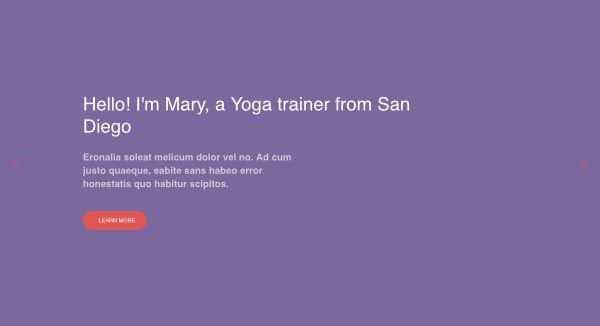 Hello! I'm Mary, a Yoga trainer from San
Diego
Eronalia soleat melicum dolor vel no. Ad cum
justo quaeque, eabite sans habeo error
honestatis quo habitur scipitos.
LEARN MORE